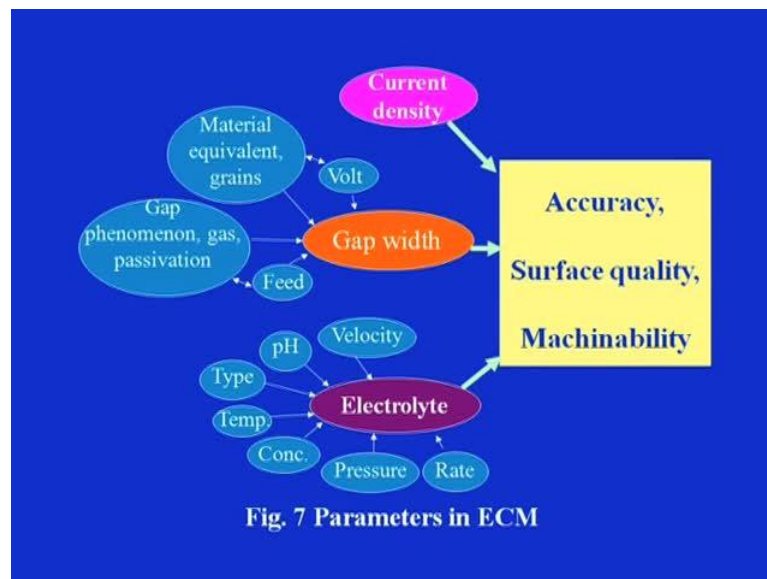 Current
density
Material
equivalent,
grains
Volt
Gap
phenomenon, gas,
passivation
Feed
Gap width
Accuracy,
Surface quality,
Machinability
Velocity
pH
Type
Temp.
Conc.
Electrolyte
Pressure
Rate
Fig. 7 Parameters in ECM